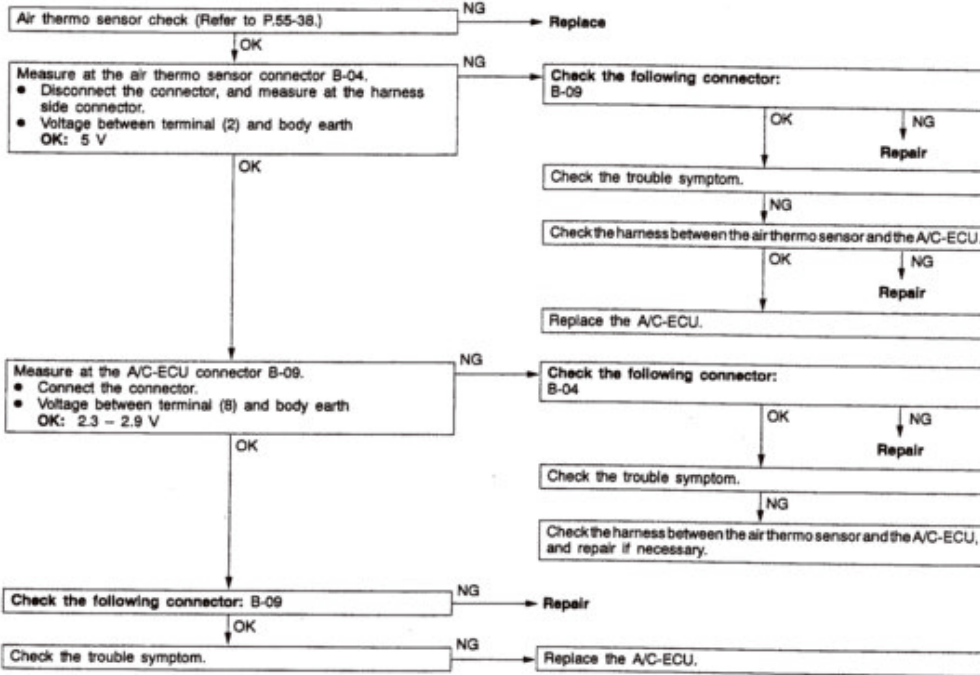 Air thermo sensor check (Refer to P.55-38.)
NG
Replace
OK
Measure at the air thermo sensor connector B-04.
● Disconnect the connector, and measure at the harness
side connector.
● Voltage between terminal (2) and body earth
OK: 5 V
NG
Check the following connector:
B-09
OK
NG
Repair
Check the trouble symptom.
NG
Check the harness between the air thermo sensor and the A/C-ECU.
OK
NG
Repair
Replace the A/C-ECU.
OK
Measure at the A/C-ECU connector B-09.
● Connect the connector.
● Voltage between terminal (8) and body earth
OK: 2.3 – 2.9 V
NG
Check the following connector:
B-04
OK
NG
Repair
Check the trouble symptom.
NG
Check the harness between the air thermo sensor and the A/C-ECU,
and repair if necessary.
OK
Check the following connector: B-09
NG
Repair
OK
Check the trouble symptom.
NG
Replace the A/C-ECU.